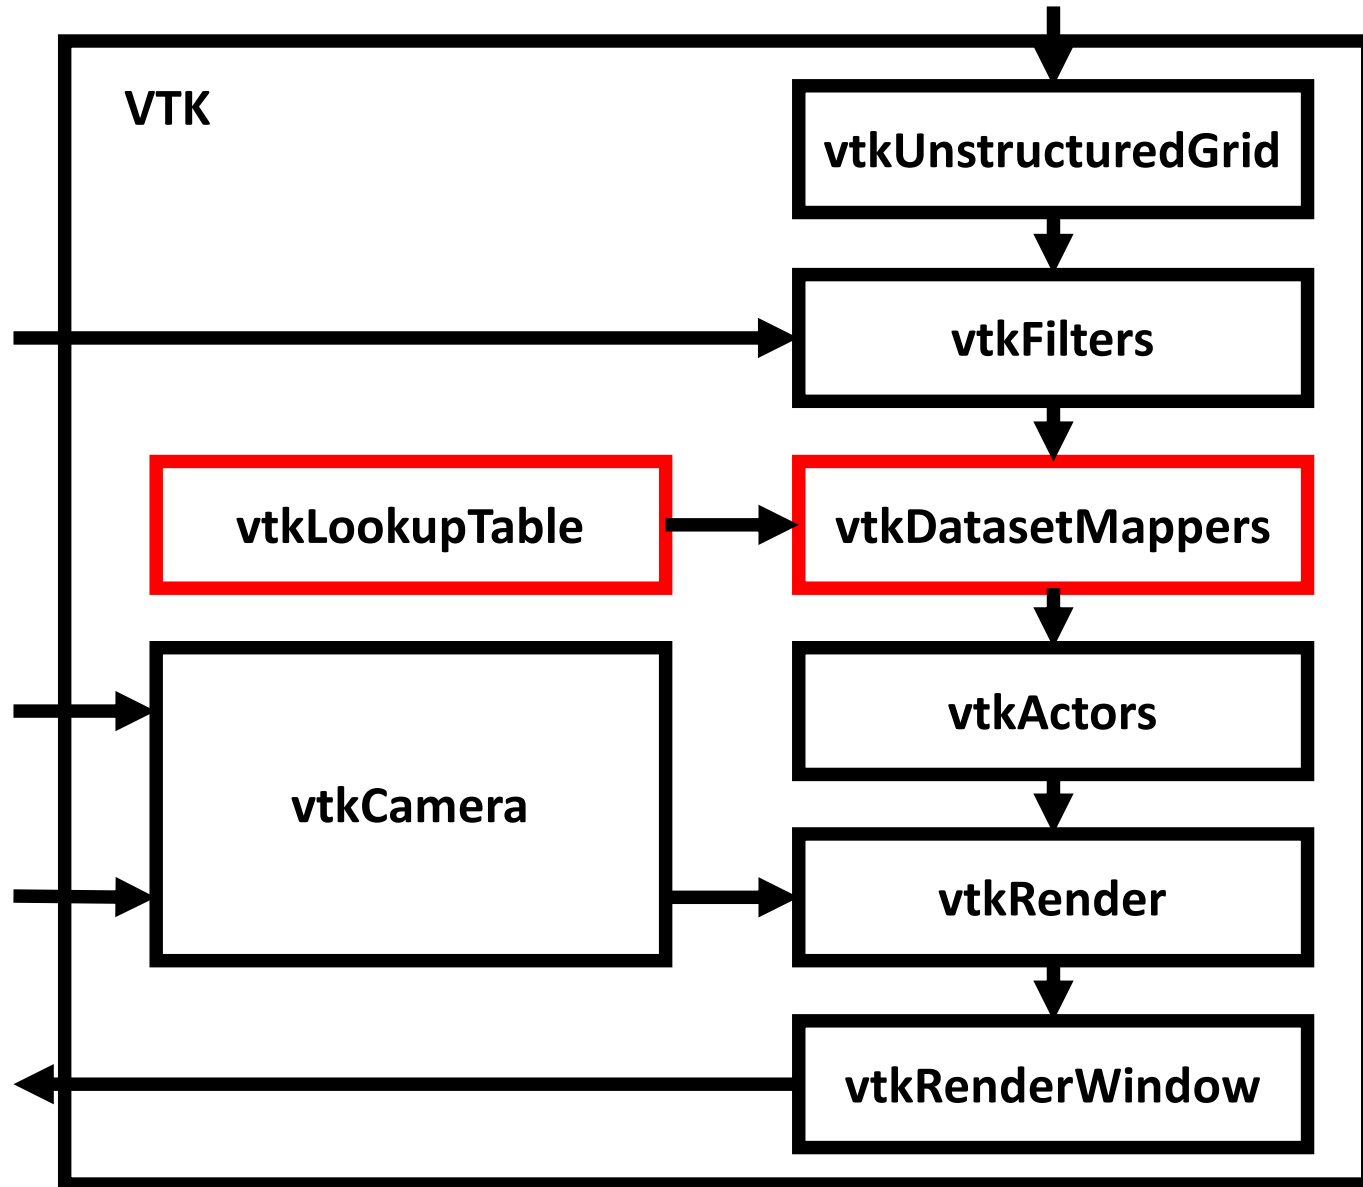 VTK
vtkUnstructuredGrid
vtkFilters
vtkLookupTable
vtkDatasetMappers
vtkActors
vtkCamera
vtkRender
vtkRenderWindow